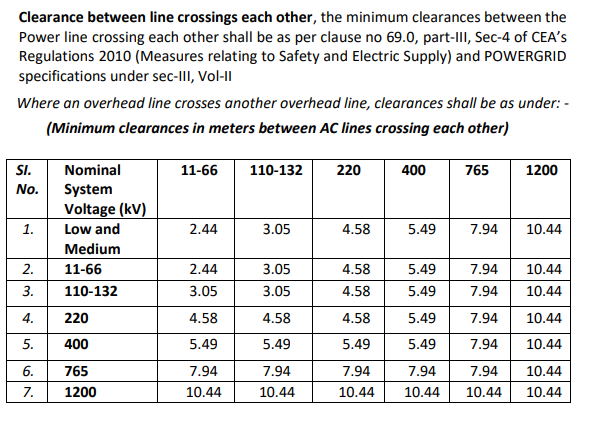 Clearance between line crossings each other, the minimum clearances between the
Power line crossing each other shall be as per clause no 69.0, part-III, Sec-4 of CEA's
Regulations 2010 (Measures relating to Safety and Electric Supply) and POWERGRID
specifications under sec-III, Vol-II
Where an overhead line crosses another overhead line, clearances shall be as under: -
(Minimum clearances in meters between AC lines crossing each other)
Sl. No. Nominal System Voltage (kV) 11-66 110-132 220 400 765 1200
1. Low and Medium 2.44 3.05 4.58 5.49 7.94 10.44
2. 11-66 2.44 3.05 4.58 5.49 7.94 10.44
3. 110-132 3.05 3.05 4.58 5.49 7.94 10.44
4. 220 4.58 4.58 4.58 5.49 7.94 10.44
5. 400 5.49 5.49 5.49 5.49 7.94 10.44
6. 765 7.94 7.94 7.94 7.94 7.94 10.44
7. 1200 10.44 10.44 10.44 10.44 10.44 10.44